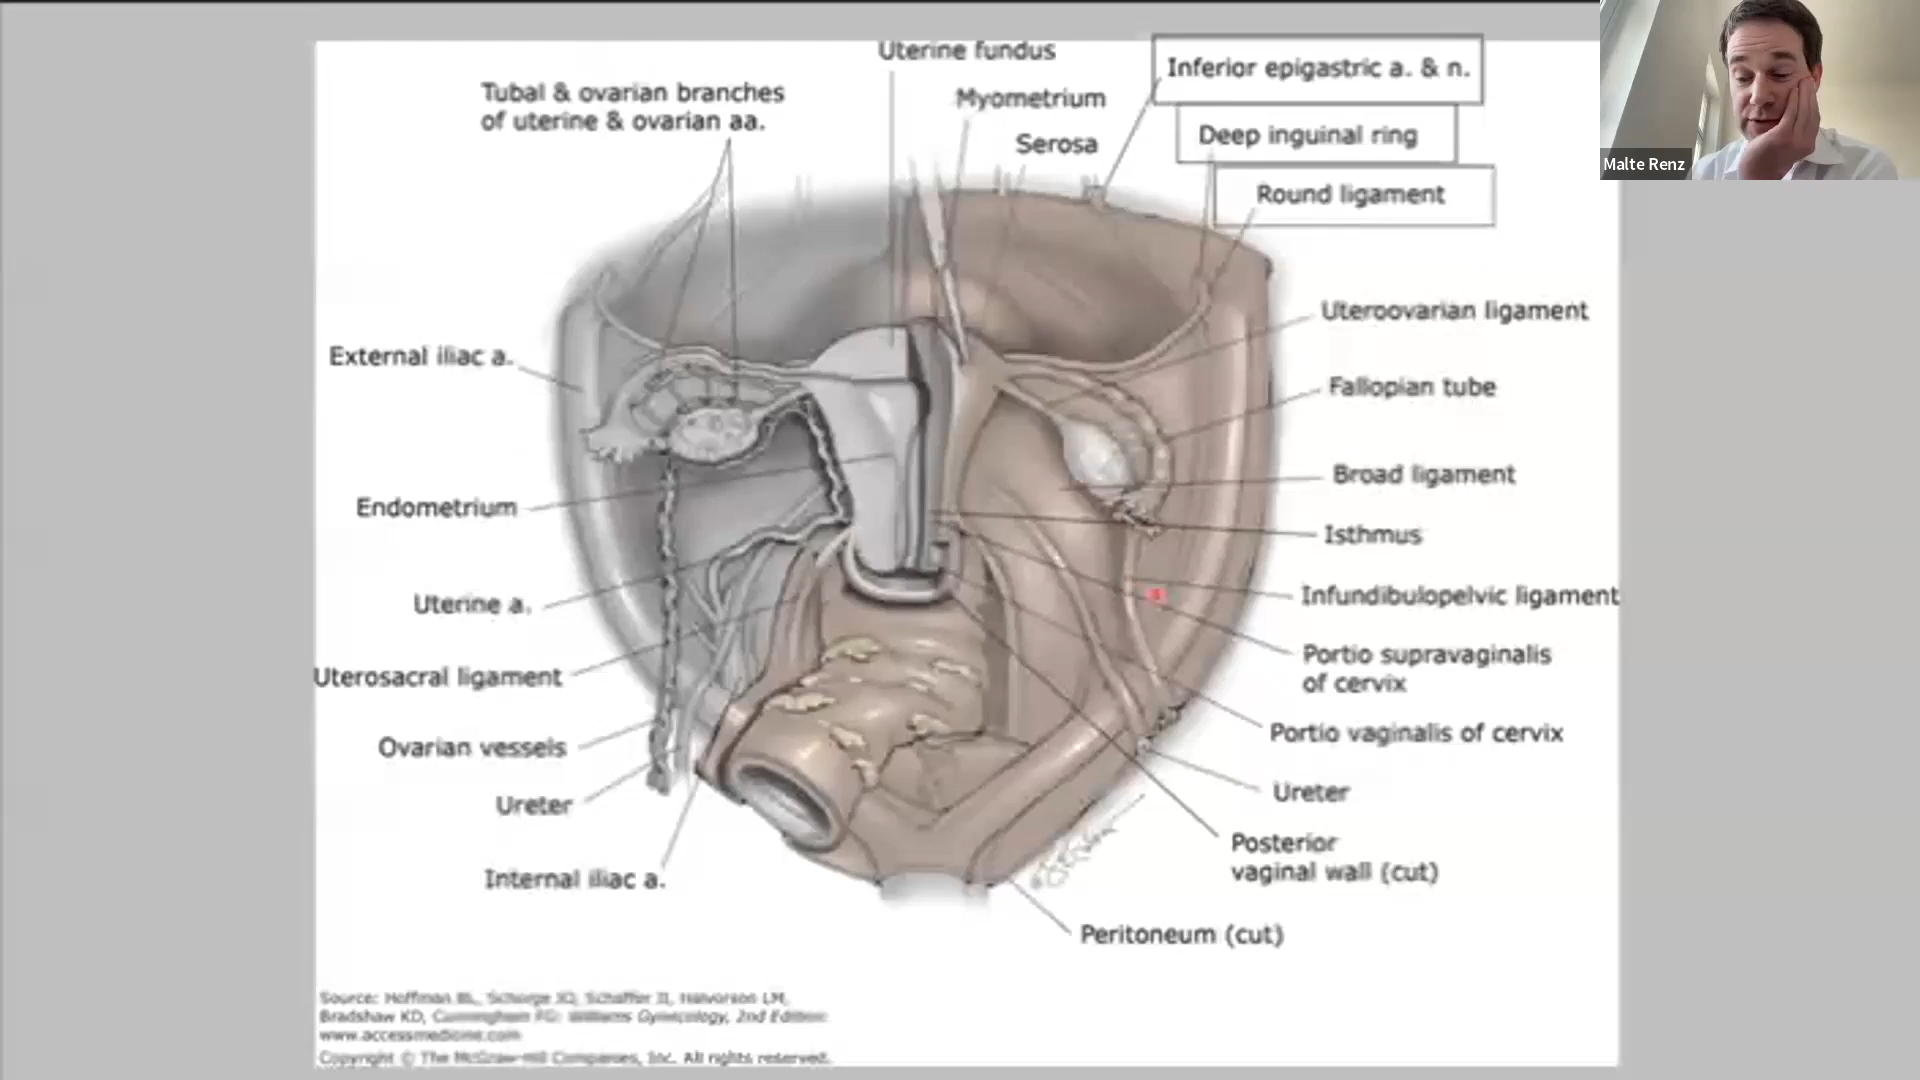 Uterine fundus
Inferior epigastric a. & n.
Tubal & ovarian branches
of uterine & ovarian aa.
Myometrium
Deep inguinal ring
Serosa
Round ligament
Malte Renz
Uteroovarian ligament
External iliac a.
Fallopian tube
Broad ligament
Endometrium
Isthmus
Uterine a.
Infundibulopelvic ligament
Portio supravaginalis
of cervix
Uterosacral ligament
Portio vaginalis of cervix
Ovarian vessels
Ureter
Ureter
Posterior
vaginal wall (cut)
Internal iliac a.
Peritoneum (cut)
Source: Hoffman BL, Schorge JO, Schaffer JI, Halvorson LM,
Bradshaw KD, Cunningham FG: Williams Gynecology, 2nd Edition
www.accessmedicine.com
Copyright © The McGraw-Hill Companies, Inc. All rights reserved.